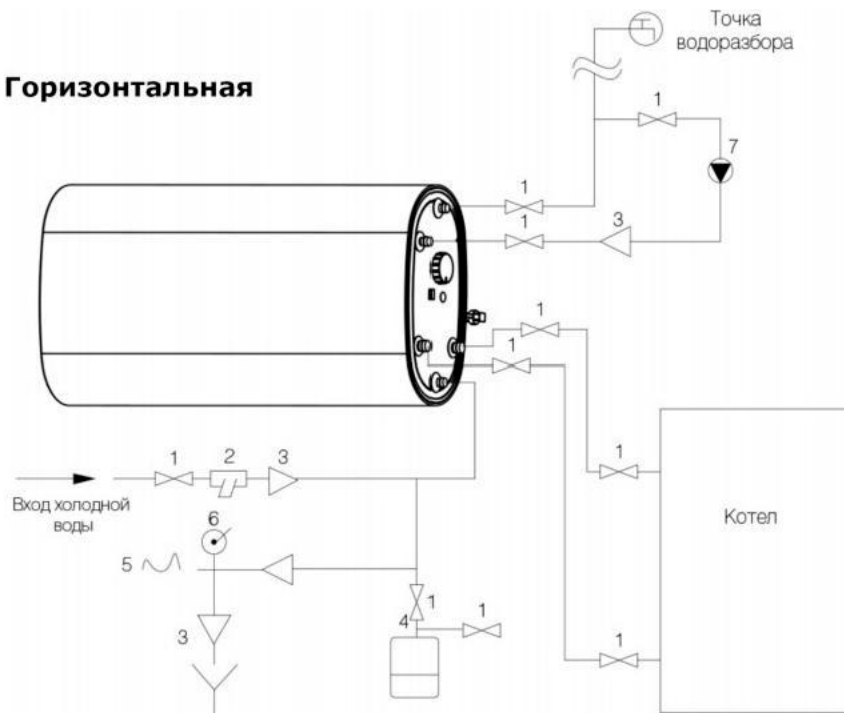 Точка
водоразбора
Горизонтальная
1
7
1
1
3
1
1
1
Котел
1 2 3
Вход холодной
воды
6
5
1
4
1
3
1